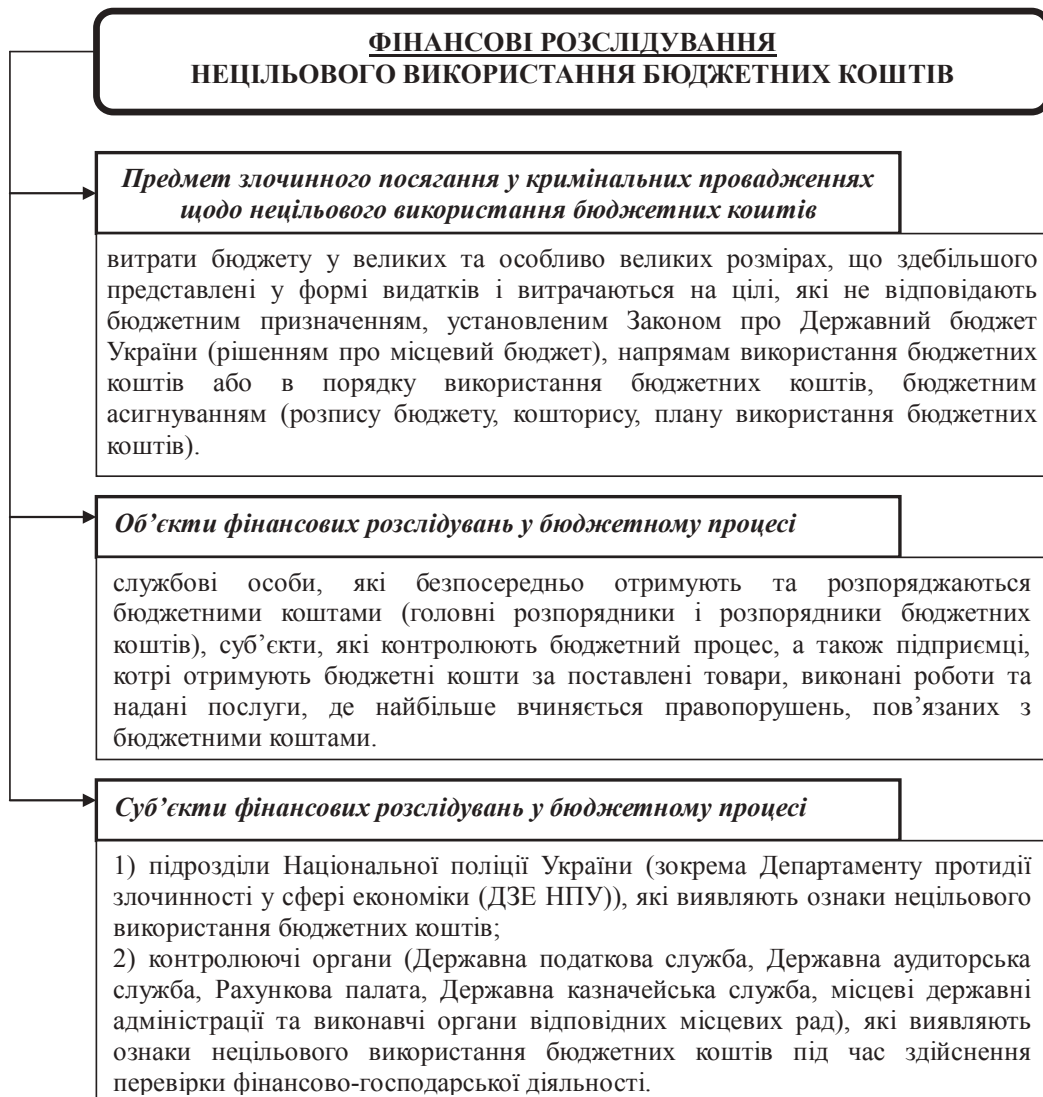 ФІНАНСОВІ РОЗСЛІДУВАННЯ
НЕЦІЛЬОВОГО ВИКОРИСТАННЯ БЮДЖЕТНИХ КОШТІВ
Предмет злочинного посягання у кримінальних провадженнях
щодо нецільового використання бюджетних коштів
витрати бюджету у великих та особливо великих розмірах, що здебільшого
представлені у формі видатків і витрачаються на цілі, які не відповідають
бюджетним призначенням, установленим Законом про Державний бюджет
України (рішенням про місцевий бюджет), напрямам використання бюджетних
коштів або в порядку використання бюджетних коштів, бюджетним
асигнуванням (розпису бюджету, кошторису, плану використання бюджетних
коштів).
Об’єкти фінансових розслідувань у бюджетному процесі
службові особи, які безпосередньо отримують та розпоряджаються
бюджетними коштами (головні розпорядники і розпорядники бюджетних
коштів), суб’єкти, які контролюють бюджетний процес, а також підприємці,
котрі отримують бюджетні кошти за поставлені товари, виконані роботи та
надані послуги, де найбільше вчиняється правопорушень, пов’язаних з
бюджетними коштами.
Суб’єкти фінансових розслідувань у бюджетному процесі
1) підрозділи Національної поліції України (зокрема Департаменту протидії
злочинності у сфері економіки (ДЗЕ НПУ)), які виявляють ознаки нецільового
використання бюджетних коштів;
2) контролюючі органи (Державна податкова служба, Державна аудиторська
служба, Рахункова палата, Державна казначейська служба, місцеві державні
адміністрації та виконавчі органи відповідних місцевих рад), які виявляють
ознаки нецільового використання бюджетних коштів під час здійснення
перевірки фінансово-господарської діяльності.